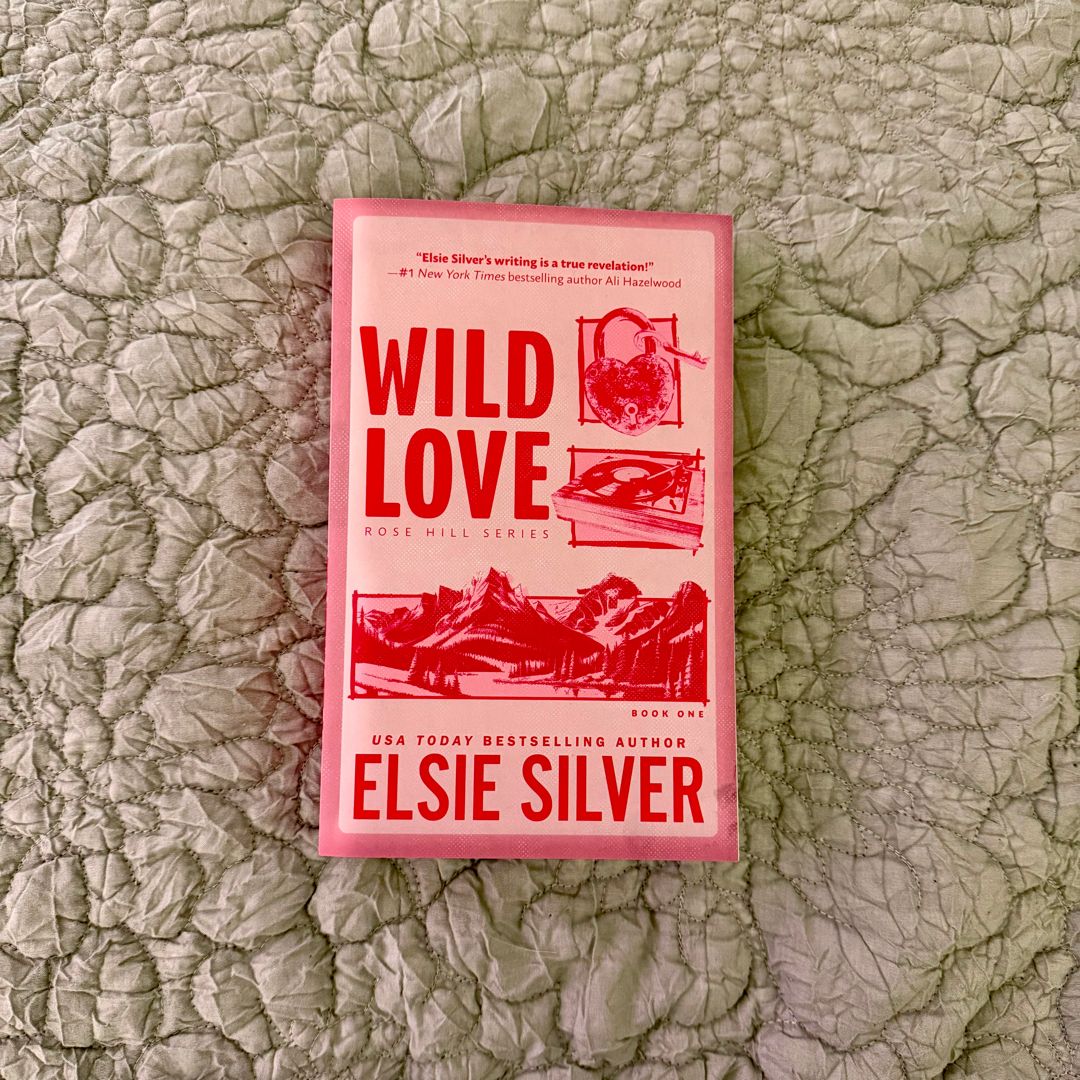 “Elsie Silver’s writing is a true revelation!”
—#1 New York Times bestselling author Ali Hazelwood
WILD
LOVE
ROSE HILL SERIES
BOOK ONE
USA TODAY BESTSELLING AUTHOR
ELSIE SILVER